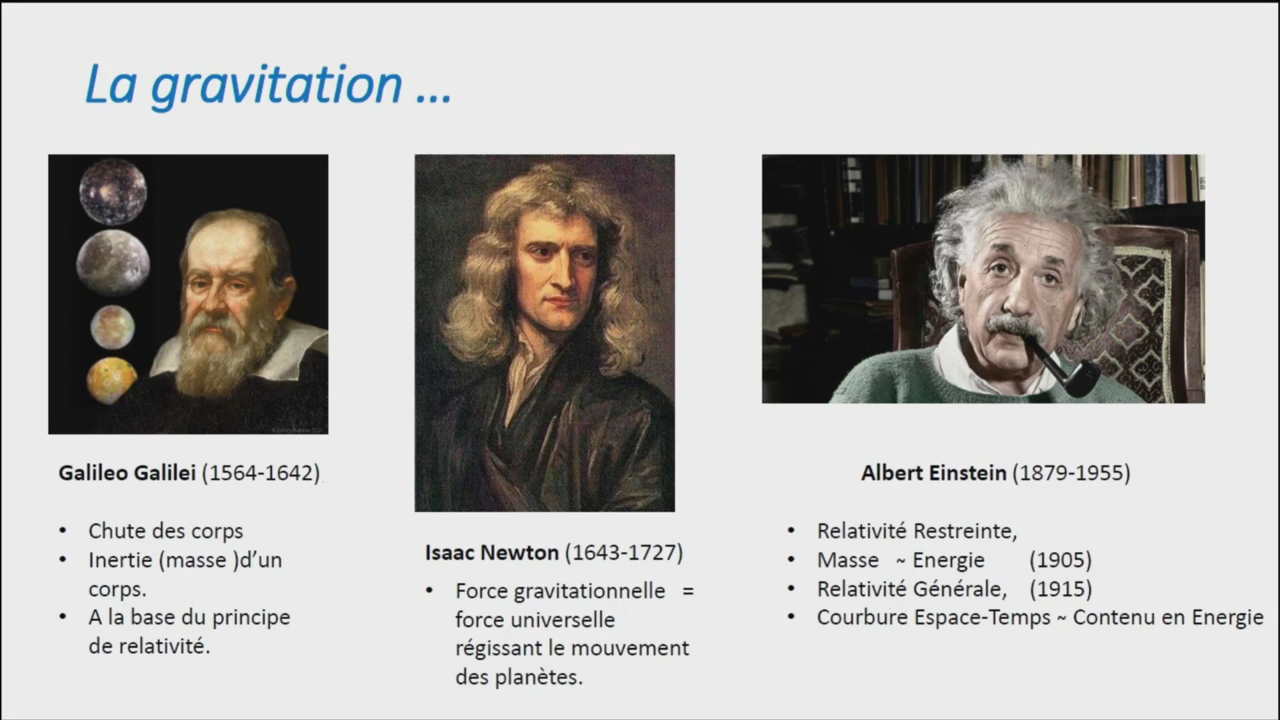 La gravitation ...
Galileo Galilei (1564-1642)
• Chute des corps
• Inertie (masse )d'un
corps.
• A la base du principe
de relativité.
Isaac Newton (1643-1727)
• Force gravitationnelle =
force universelle
régissant le mouvement
des planètes.
Albert Einstein (1879-1955)
• Relativité Restreinte,
• Masse ~ Energie (1905)
• Relativité Générale, (1915)
• Courbure Espace-Temps ~ Contenu en Energie